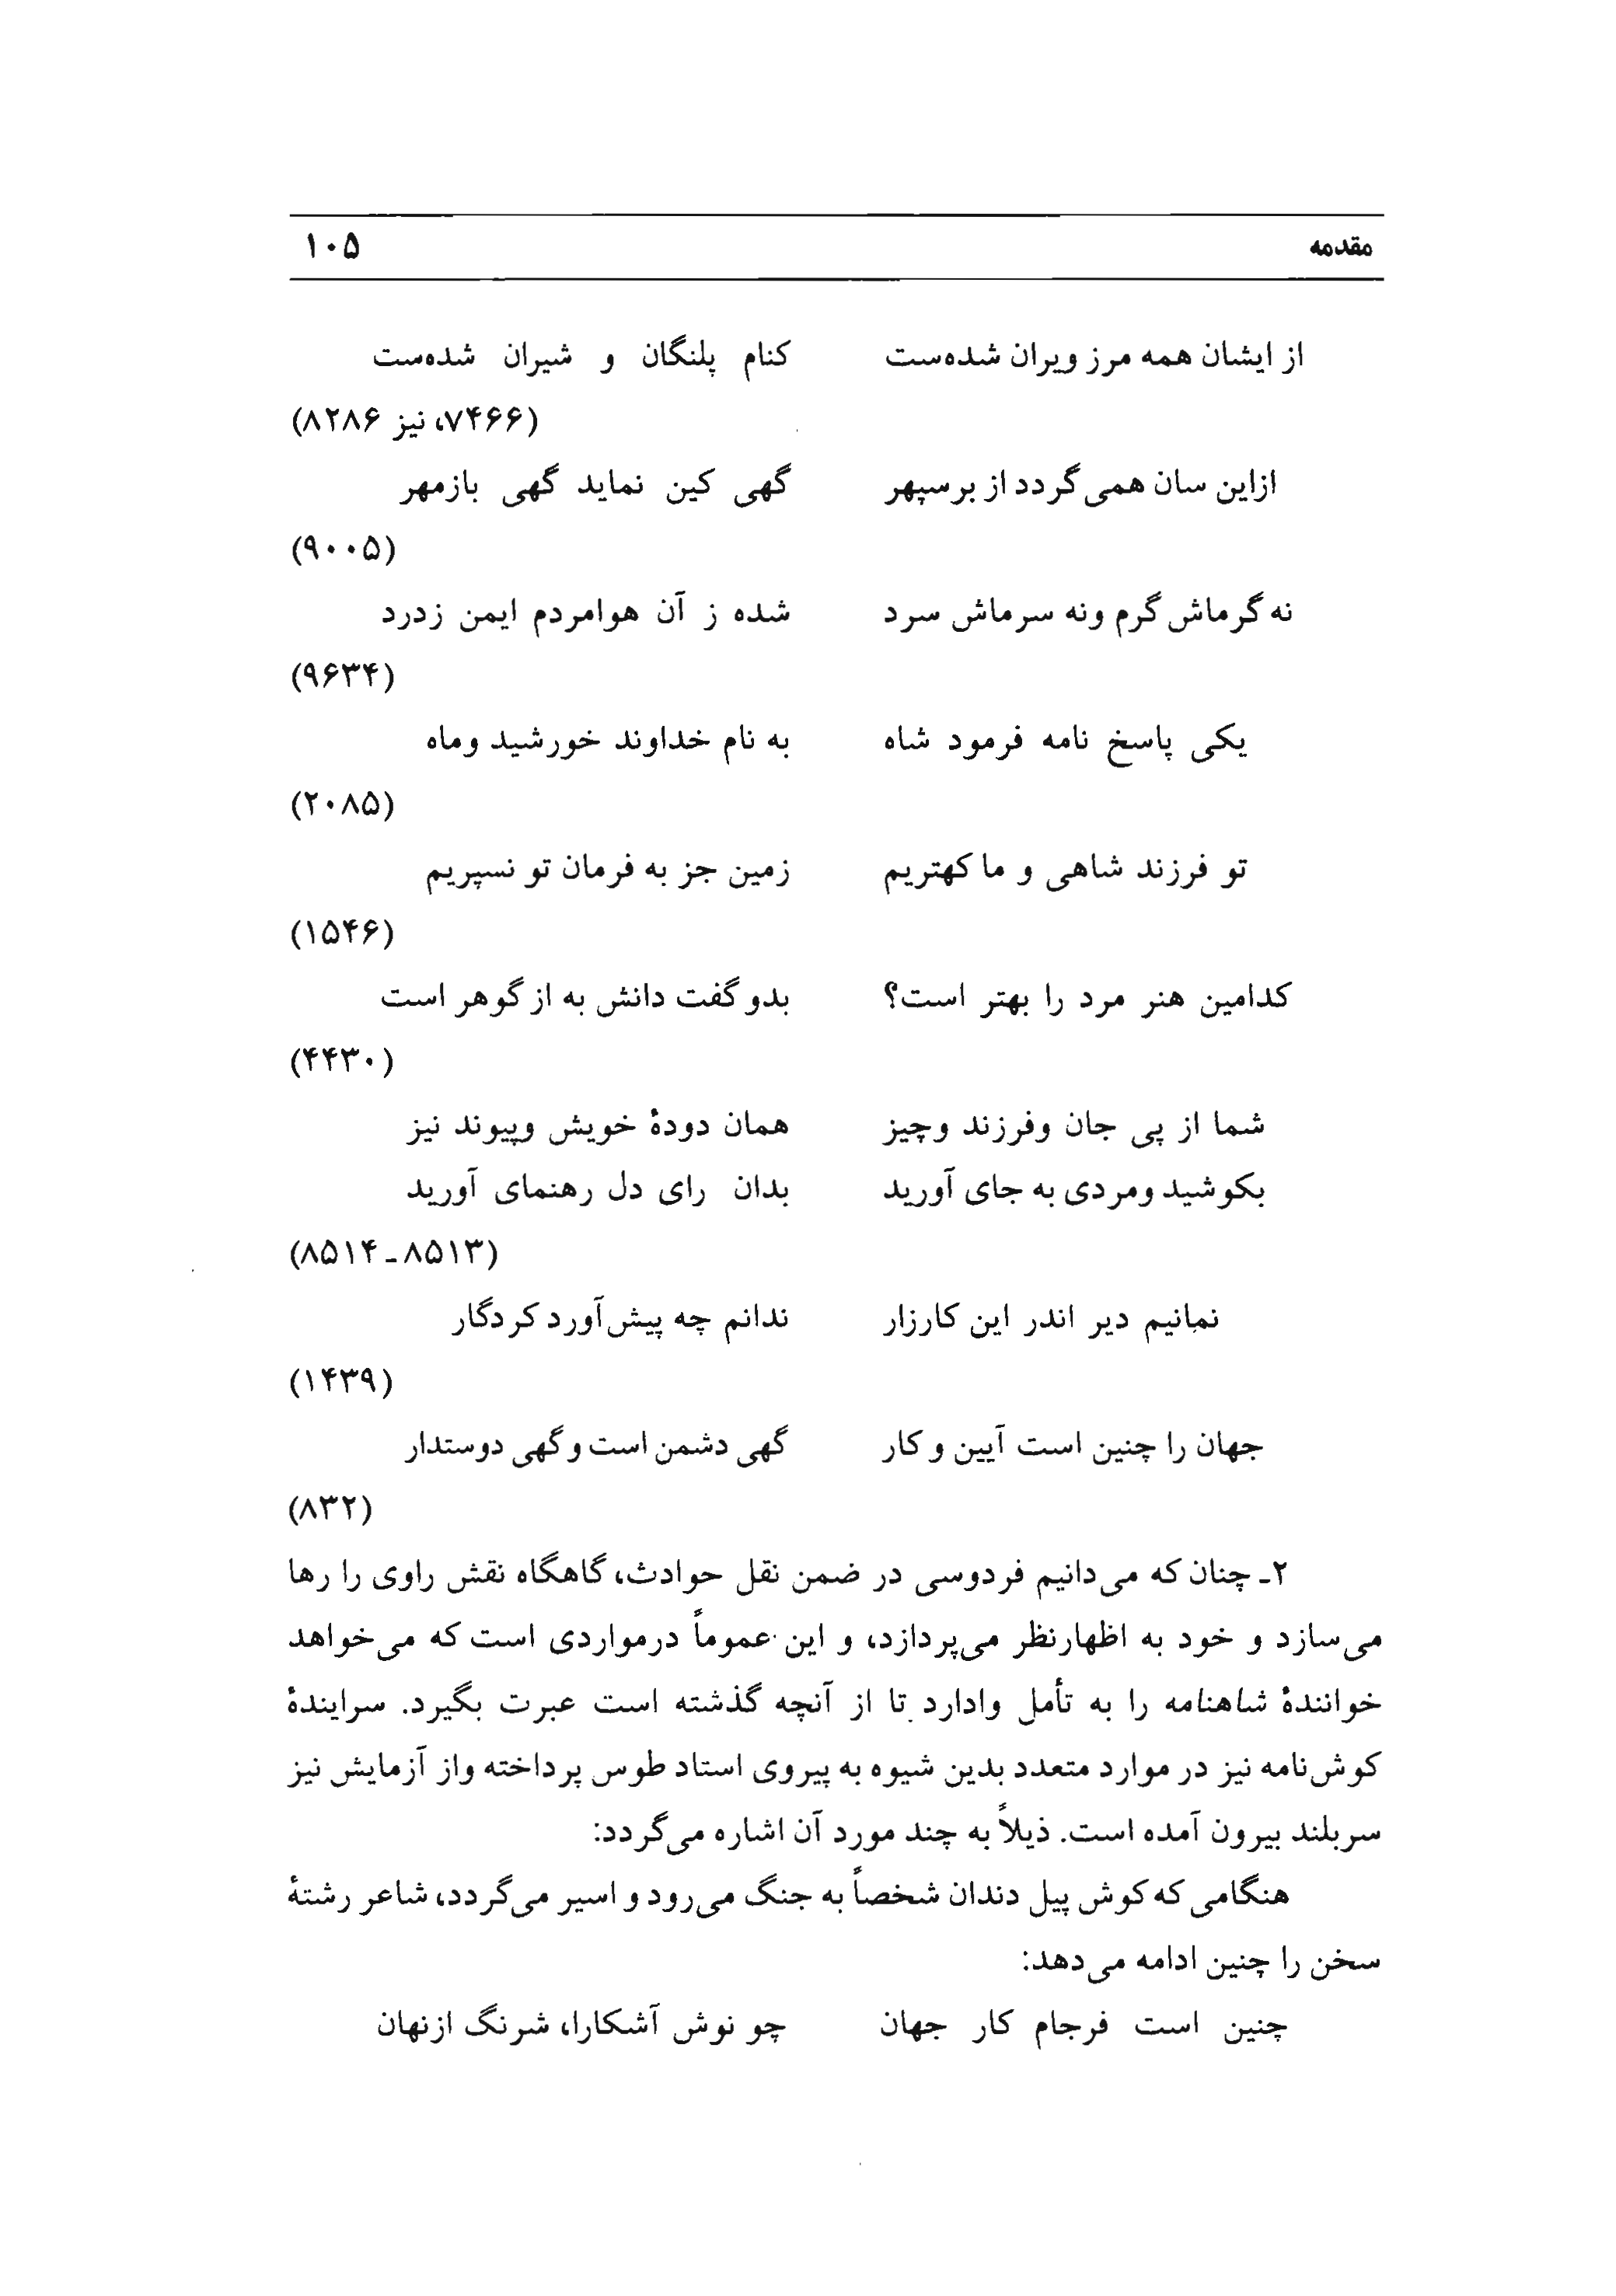 مقدمه ۱۰۵
از ایشان همه مرز ویران شده‌ست کنام پلنگان و شیران شده‌ست
(۷۴۶۶، نیز ۸۲۸۶)
ازاین سان همی‌گردد از بر سپهر گهی کین نماید گهی بازمهر
(۹۰۰۵)
نه گرماش گرم ونه سرماش سرد شده ز آن هوامردم ایمن زدرد
(۹۶۳۴)
یکی پاسخ نامه فرمود شاه به نام خداوند خورشید وماه
(۲۰۸۵)
تو فرزند شاهی و ما کهتریم زمین جز به فرمان تو نسپریم
(۱۵۴۶)
کدامین هنر مرد را بهتر است؟ بدو گفت دانش به از گوهر است
(۴۴۳۰)
شما از پی جان وفرزند وچیز همان دودهٔ خویش وپیوند نیز
بکوشید ومردی به جای آورید بدان رای دل رهنمای آورید
(۸۵۱۳ـ۸۵۱۴)
نمانیم دیر اندر این کارزار ندانم چه پیش‌آورد کردگار
(۱۴۳۹)
جهان را چنین است آیین و کار گهی دشمن است و گهی دوستدار
(۸۳۲)
۲ـ چنان که می‌دانیم فردوسی در ضمن نقل حوادث، گاهگاه نقش راوی را رها
می‌سازد و خود به اظهارنظر می‌پردازد، و این عموماً درمواردی است که می‌خواهد
خوانندهٔ شاهنامه را به تأمل وادارد تا از آنچه گذشته است عبرت بگیرد. سرایندهٔ
کوش‌نامه نیز در موارد متعدد بدین شیوه به پیروی استاد طوس پرداخته واز آزمایش نیز
سربلند بیرون آمده است. ذیلاً به چند مورد آن اشاره می‌گردد:
هنگامی که کوش پیل دندان شخصاً به جنگ می‌رود و اسیر می‌گردد، شاعر رشتهٔ
سخن را چنین ادامه می‌دهد:
چنین است فرجام کار جهان چو نوش آشکارا، شرنگ ازنهان